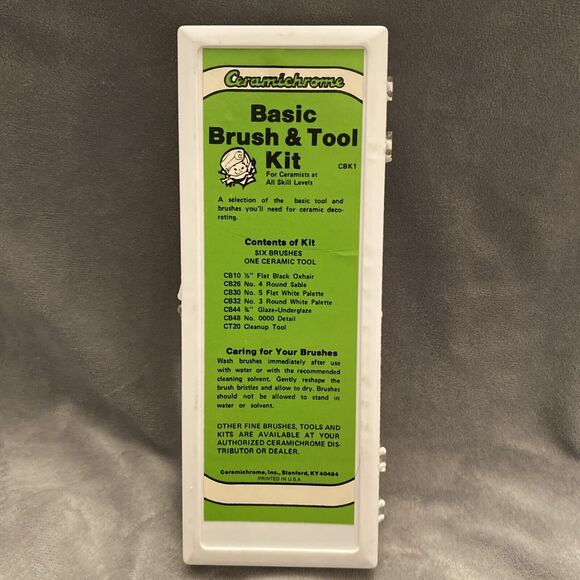 Ceramichrome
Basic
Brush & Tool
Kit
CBK1
For Ceramists at
All Skill Levels
A selection of the basic tool and
brushes you'll need for ceramic deco-
rating.
Contents of Kit
SIX BRUSHES
ONE CERAMIC TOOL
CB10 ½" Flat Black Oxhair
CB26 No. 4 Round Sable
CB30 No. 5 Flat White Palette
CB32 No. 3 Round White Palette
CB44 ¾" Glaze-Underglaze
CB48 No. 0000 Detail
CT20 Cleanup Tool
Caring for Your Brushes
Wash brushes immediately after use
with water or with the recommended
cleaning solvent. Gently reshape the
brush bristles and allow to dry. Brushes
should not be allowed to stand in
water or solvent.
OTHER FINE BRUSHES, TOOLS AND
KITS ARE AVAILABLE AT YOUR
AUTHORIZED CERAMICHROME DIS-
TRIBUTOR OR DEALER.
Ceramichrome, Inc., Stanford, KY 40484
PRINTED IN U.S.A.